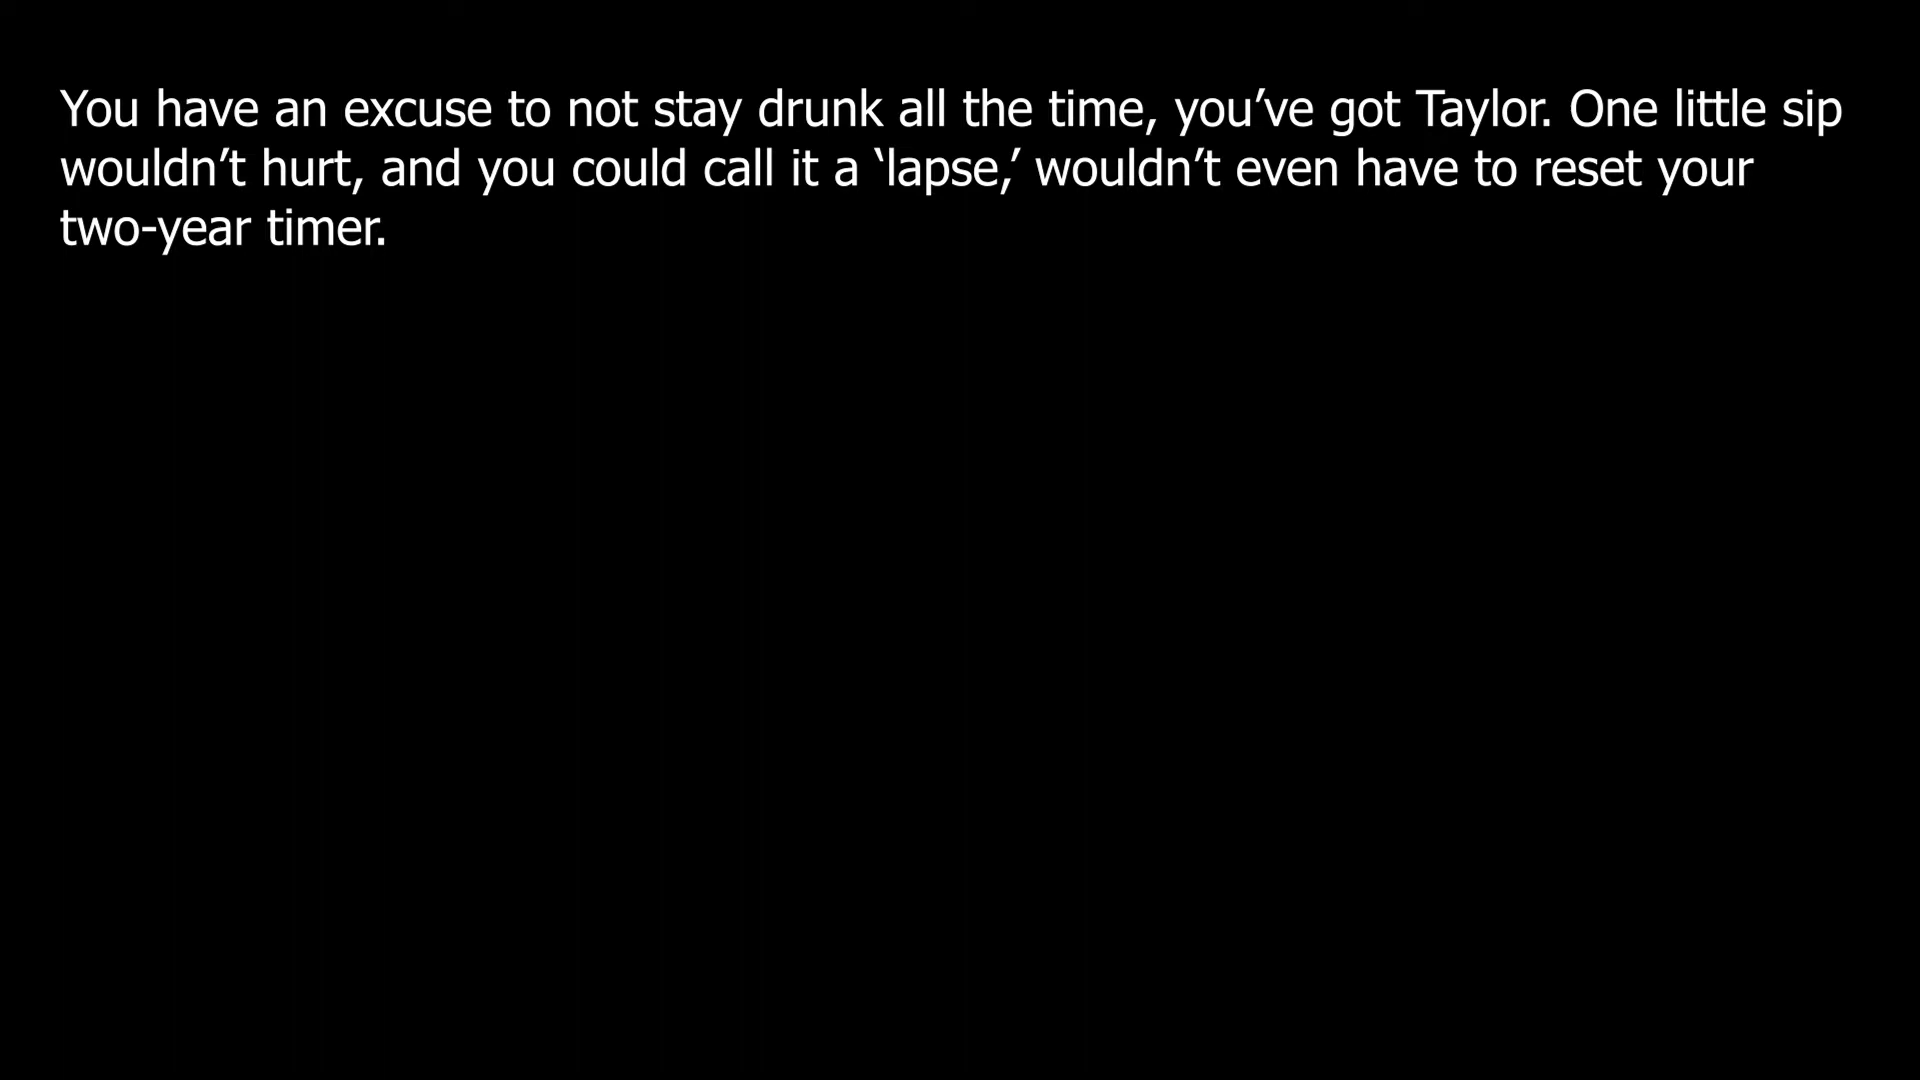 You have an excuse to not stay drunk all the time, you’ve got Taylor. One little sip
wouldn’t hurt, and you could call it a ‘lapse,’ wouldn’t even have to reset your
two-year timer.